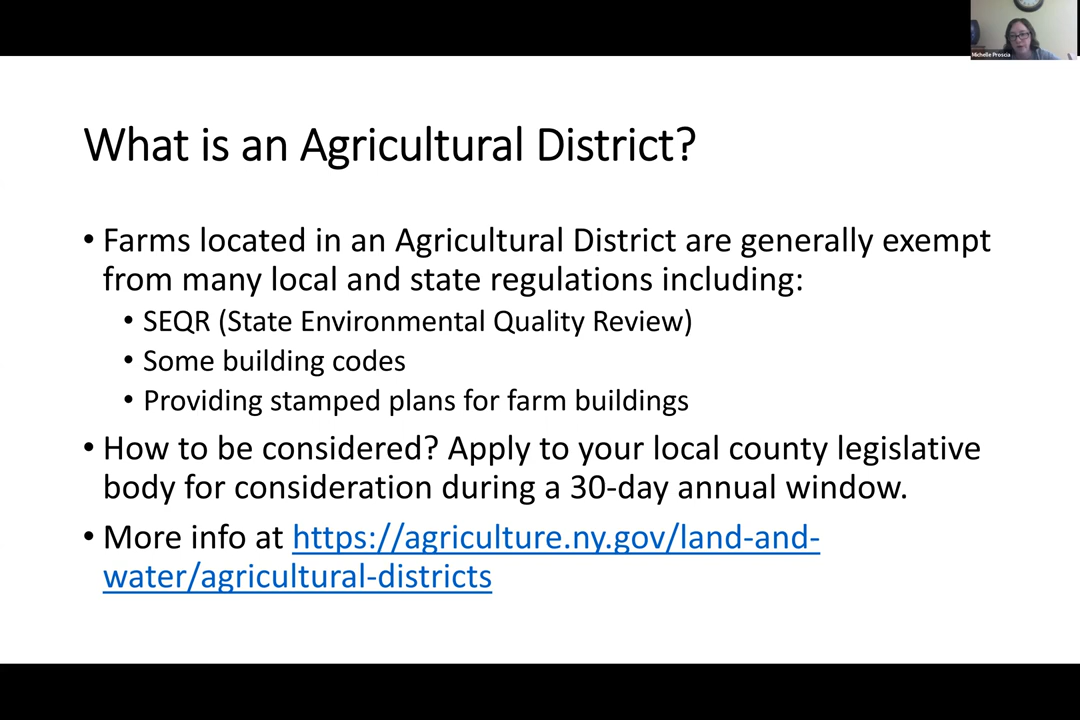 Michelle Proscia
What is an Agricultural District?
• Farms located in an Agricultural District are generally exempt
from many local and state regulations including:
• SEQR (State Environmental Quality Review)
• Some building codes
• Providing stamped plans for farm buildings
• How to be considered? Apply to your local county legislative
body for consideration during a 30-day annual window.
• More info at https://agriculture.ny.gov/land-and-
water/agricultural-districts